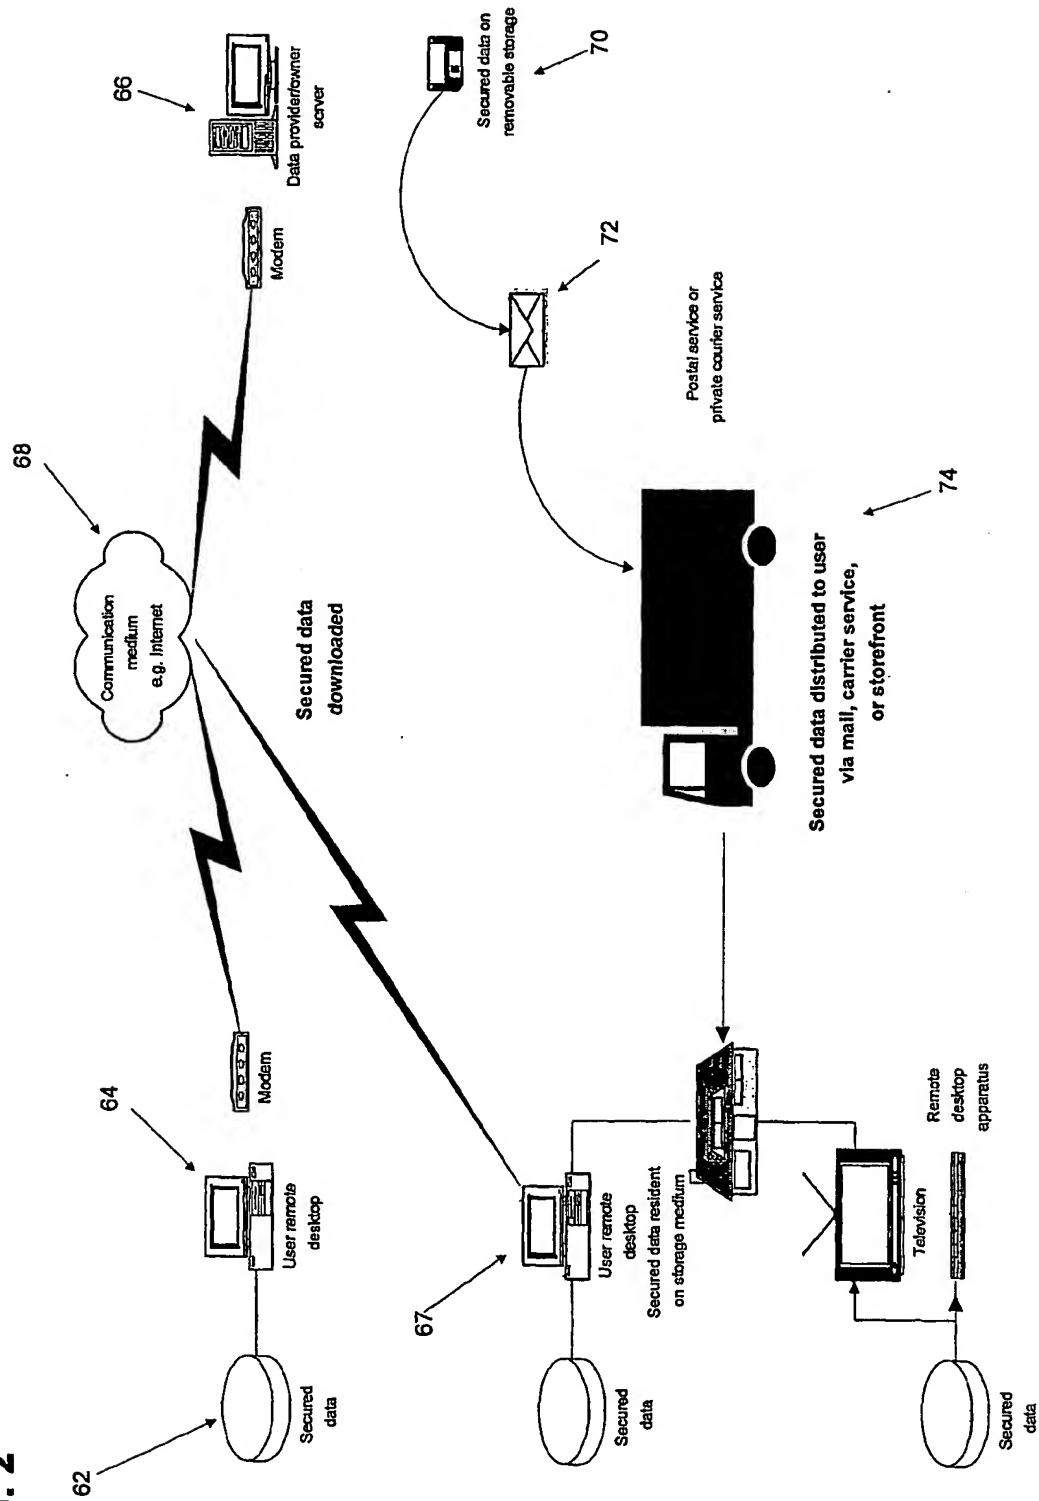 2
62
Secured
data
64
User remote
desktop
Modem
68
Communication
medium
e.g. Internet
66
Data provider/owner
server
Modem
Secured data
downloaded
67
Secured
data
User remote
desktop
Secured data resident
on storage medium
72
Secured data on
removable storage
70
Postal service or
private courier service
74
Secured data distributed to user
via mail, carrier service,
or storefront
Television
Remote
desktop
apparatus
Secured
data